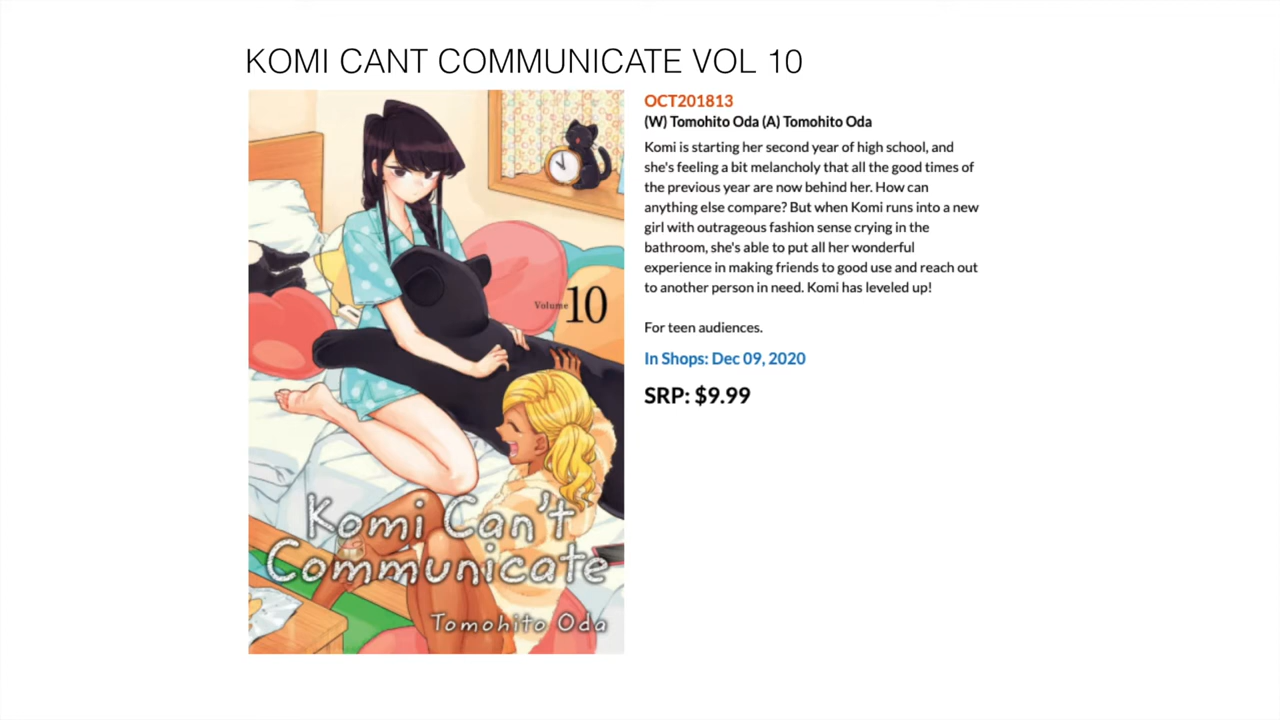 KOMI CANT COMMUNICATE VOL 10
OCT201813
(W) Tomohito Oda (A) Tomohito Oda
Komi is starting her second year of high school, and
she's feeling a bit melancholy that all the good times of
the previous year are now behind her. How can
anything else compare? But when Komi runs into a new
girl with outrageous fashion sense crying in the
bathroom, she's able to put all her wonderful
experience in making friends to good use and reach out
to another person in need. Komi has leveled up!
For teen audiences.
In Shops: Dec 09, 2020
SRP: $9.99
Volume 10
Komi Can't
Communicate
Tomohito Oda